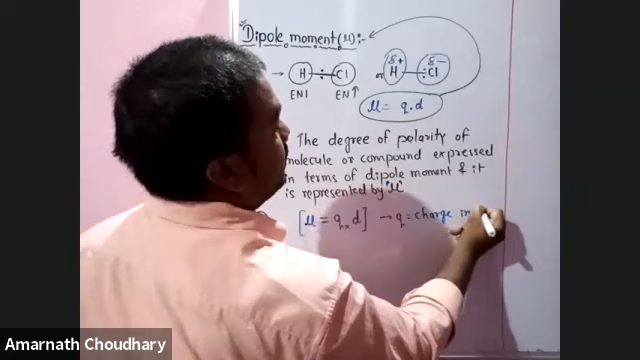 Dipole moment(μ):-
δ+ δ-
→ H : Cl or H : Cl
EN↓ EN↑
μ = q.d
The degree of polarity of
molecule or compound expressed
in terms of dipole moment & it
is represented by "μ"
[μ = q × d] → q = charge in
Amarnath Choudhary